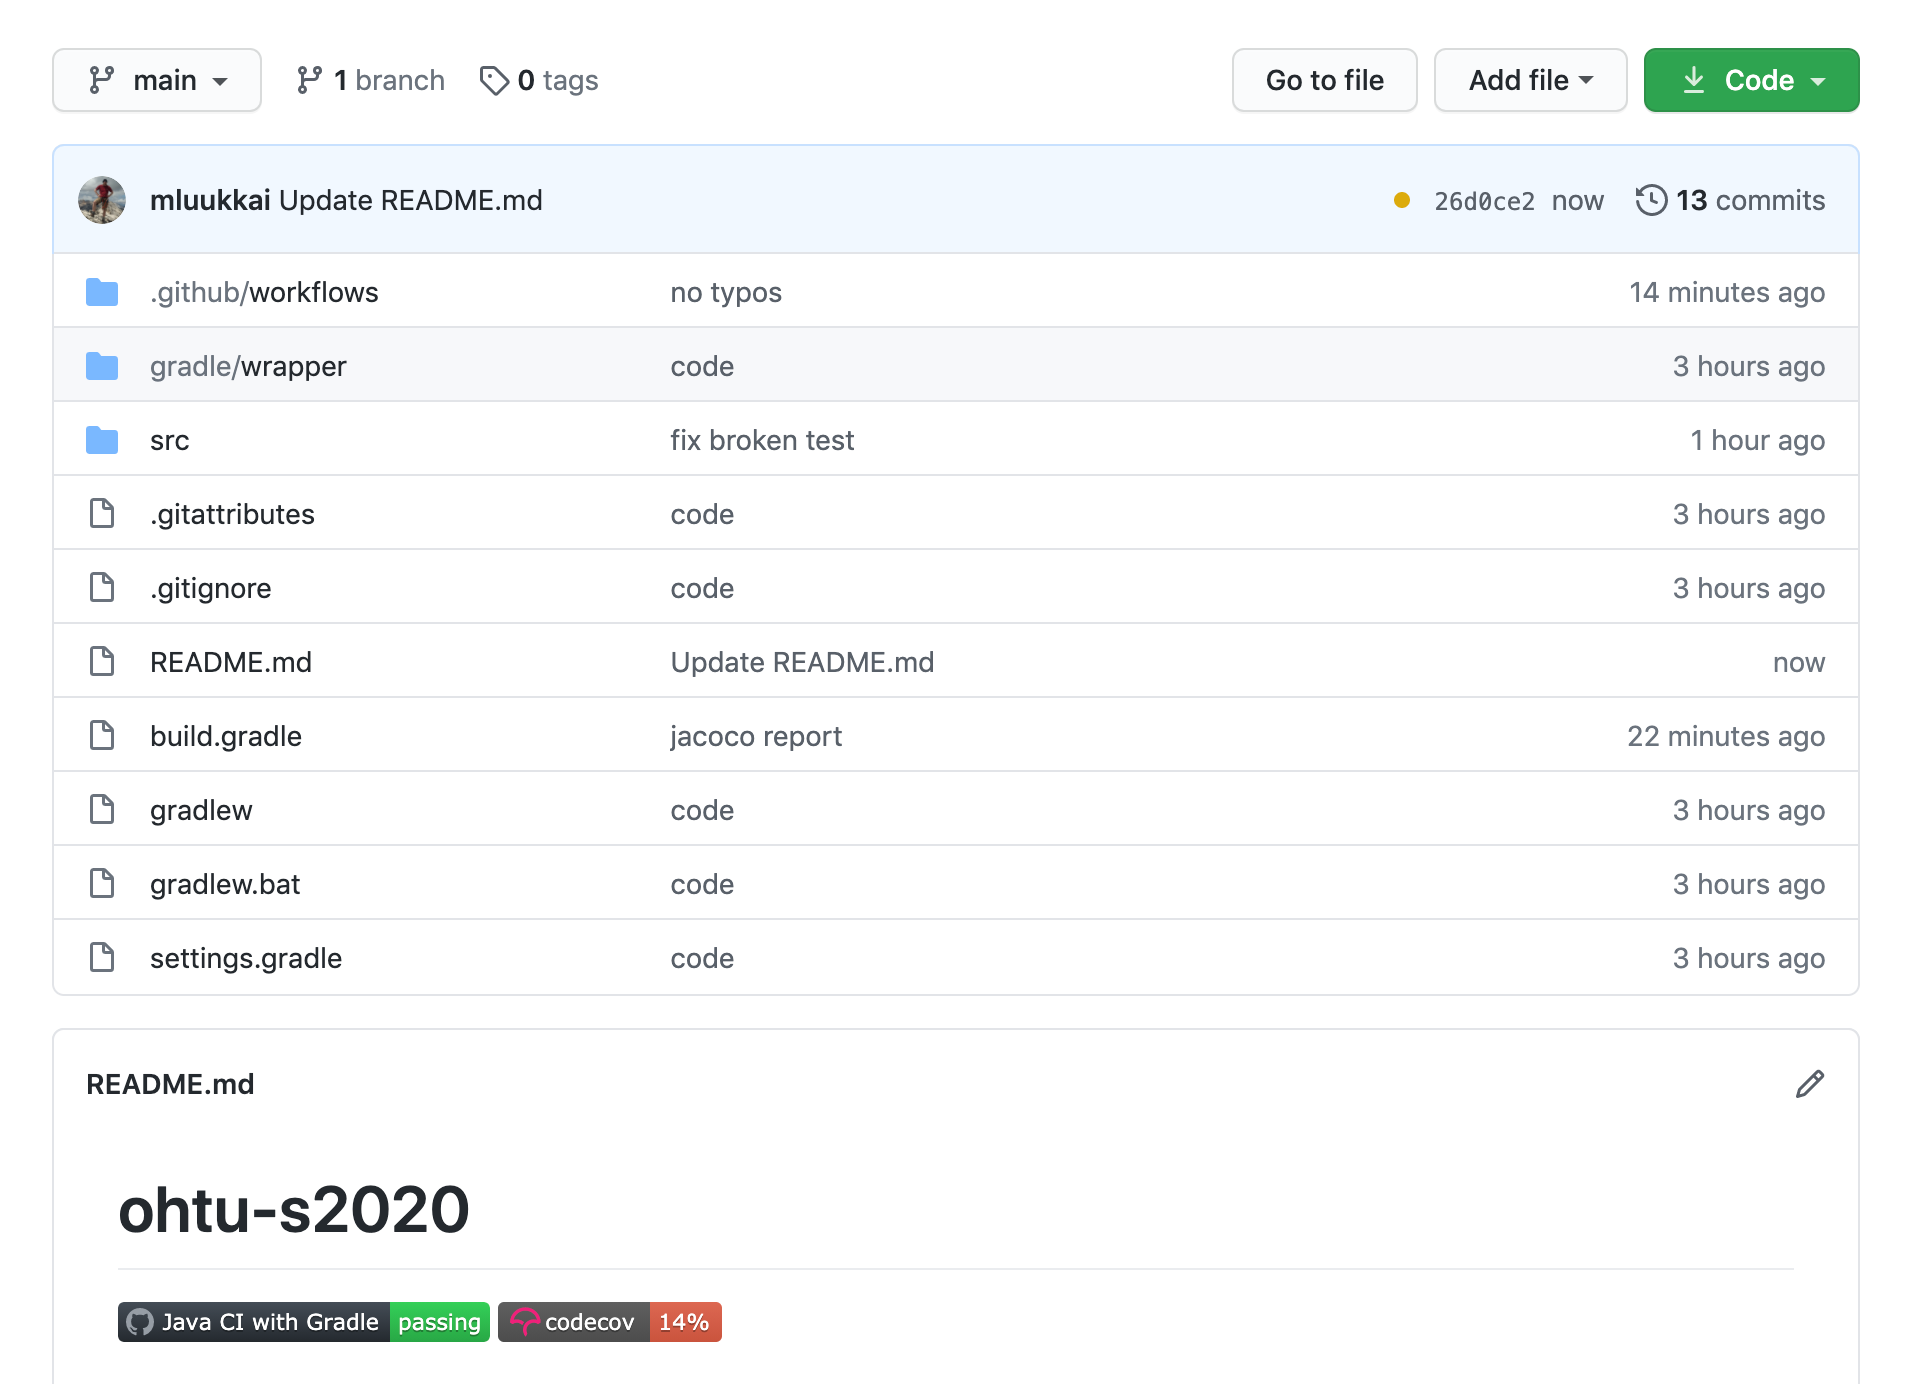 main 1 branch 0 tags Go to file Add file Code
mluukkai Update README.md 26d0ce2 now 13 commits
.github/workflows no typos 14 minutes ago
gradle/wrapper code 3 hours ago
src fix broken test 1 hour ago
.gitattributes code 3 hours ago
.gitignore code 3 hours ago
README.md Update README.md now
build.gradle jacoco report 22 minutes ago
gradlew code 3 hours ago
gradlew.bat code 3 hours ago
settings.gradle code 3 hours ago
README.md
ohtu-s2020
Java CI with Gradle passing codecov 14%